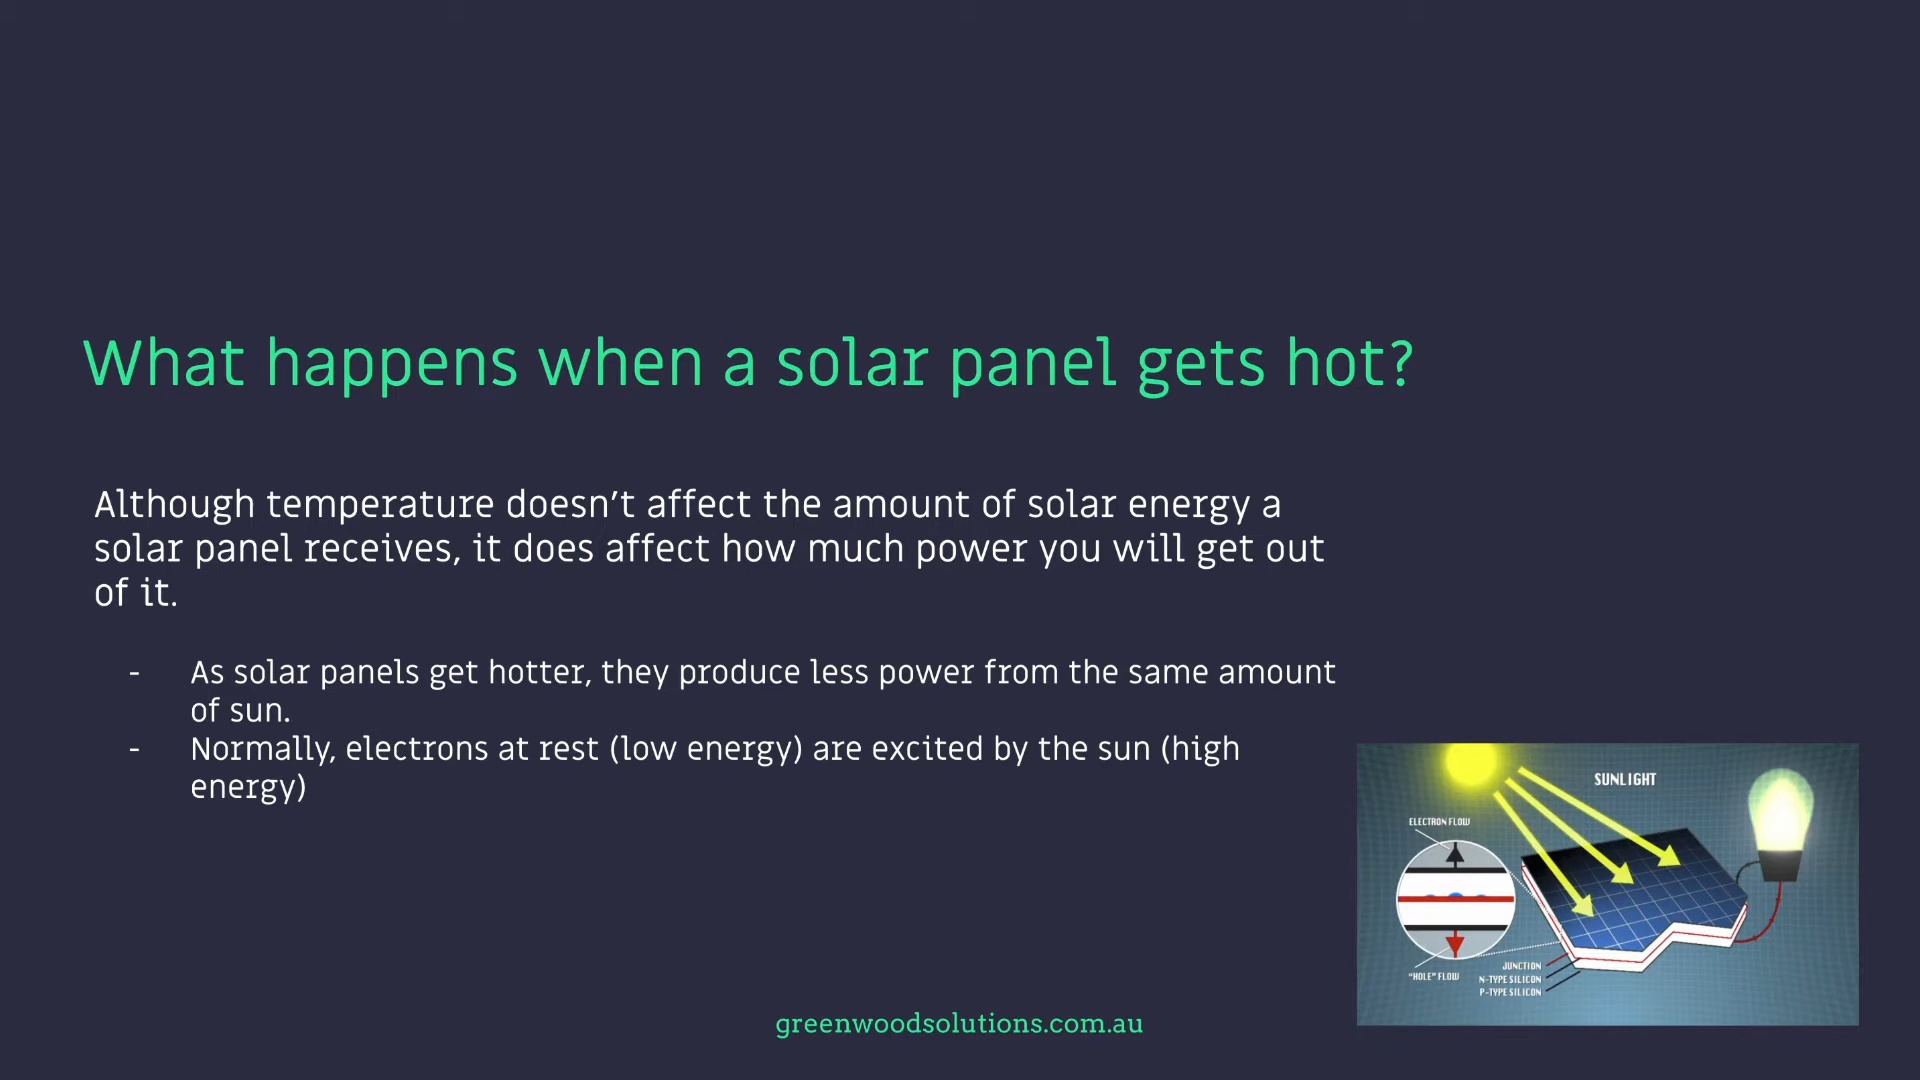 What happens when a solar panel gets hot?
Although temperature doesn’t affect the amount of solar energy a
solar panel receives, it does affect how much power you will get out
of it.
- As solar panels get hotter, they produce less power from the same amount
of sun.
- Normally, electrons at rest (low energy) are excited by the sun (high
energy)
SUNLIGHT
ELECTRON FLOW
"HOLE" FLOW
JUNCTION
N-TYPE SILICON
P-TYPE SILICON
greenwoodsolutions.com.au